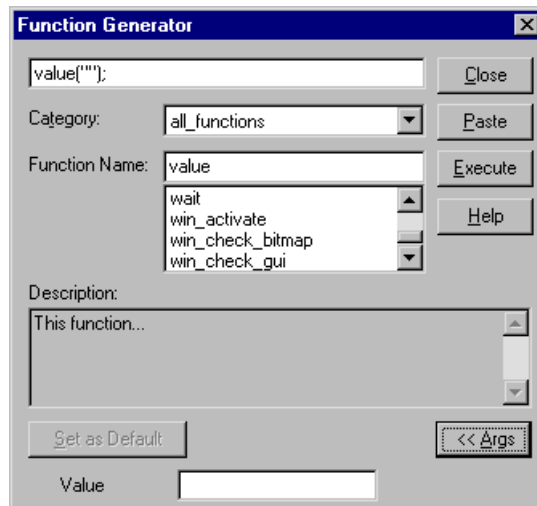 Function Generator
value("");
Close
Category:
all_functions
Paste
Function Name:
value
Execute
wait
win_activate
win_check_bitmap
win_check_gui
Help
Description:
This function...
Set as Default
<< Args
Value